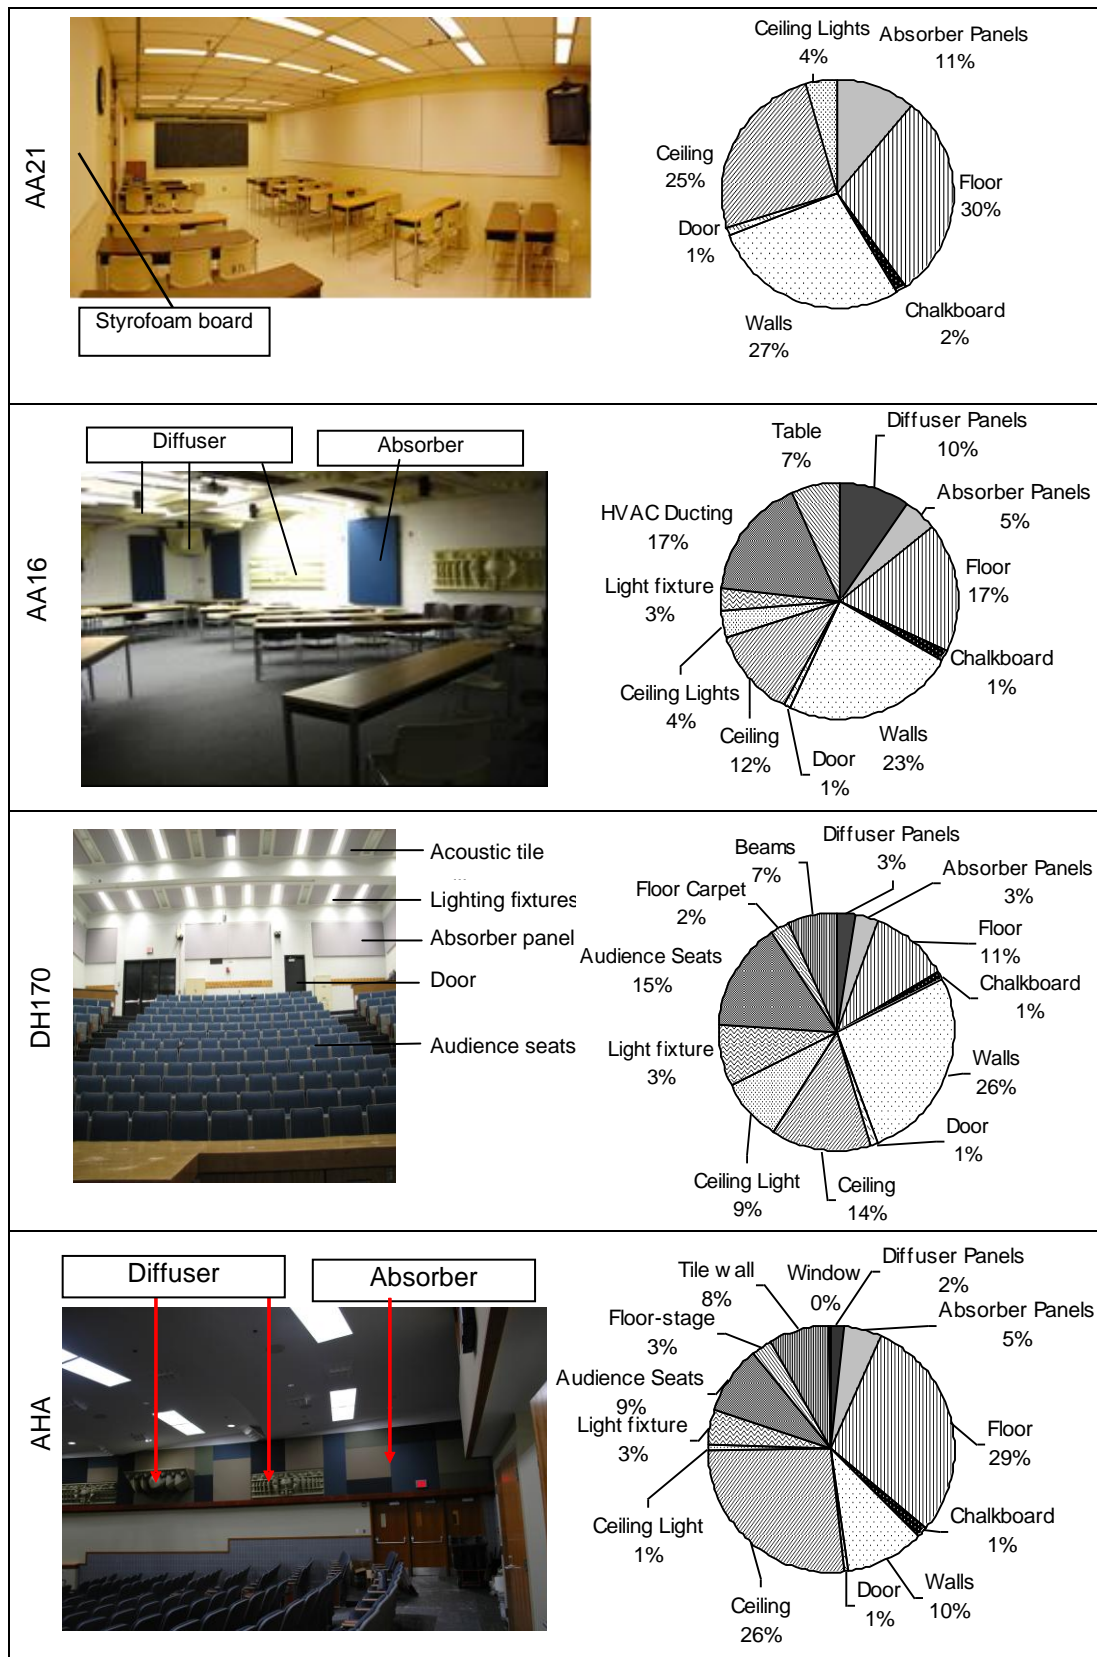 AA21
Styrofoam board
Ceiling Lights
4%
Absorber Panels
11%
Ceiling
25%
Floor
30%
Door
1%
Walls
27%
Chalkboard
2%
AA16
Diffuser
Absorber
Table
7%
Diffuser Panels
10%
Absorber Panels
5%
HVAC Ducting
17%
Floor
17%
Light fixture
3%
Chalkboard
1%
Ceiling Lights
4%
Ceiling
12%
Door
1%
Walls
23%
DH170
Acoustic tile
Lighting fixtures
Absorber panel
Door
Audience seats
Beams
7%
Diffuser Panels
3%
Absorber Panels
3%
Floor Carpet
2%
Floor
11%
Audience Seats
15%
Chalkboard
1%
Light fixture
3%
Walls
26%
Door
1%
Ceiling Light
9%
Ceiling
14%
AHA
Diffuser
Absorber
Tile wall
8%
Window
0%
Diffuser Panels
2%
Absorber Panels
5%
Floor-stage
3%
Audience Seats
9%
Light fixture
3%
Floor
29%
Ceiling Light
1%
Chalkboard
1%
Ceiling
26%
Door
1%
Walls
10%